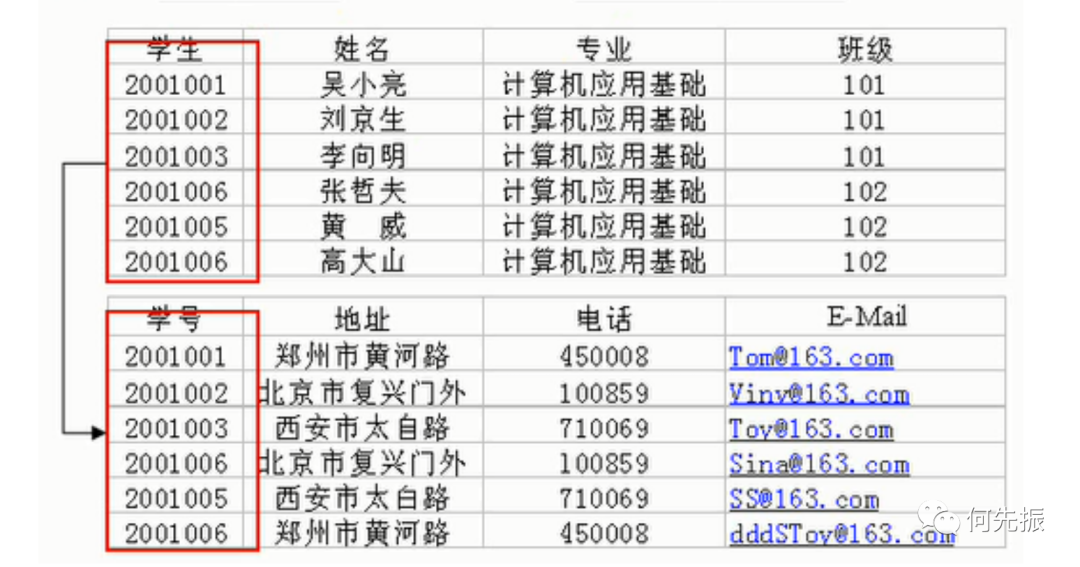 学生 姓名 专业 班级
2001001 吴小亮 计算机应用基础 101
2001002 刘京生 计算机应用基础 101
2001003 李向明 计算机应用基础 101
2001006 张哲夫 计算机应用基础 102
2001005 黄 威 计算机应用基础 102
2001006 高大山 计算机应用基础 102
学号 地址 电话 E-Mail
2001001 郑州市黄河路 450008 Tom@163.com
2001002 北京市复兴门外 100859 Viny@163.com
2001003 西安市太白路 710069 Toy@163.com
2001006 北京市复兴门外 100859 Sina@163.com
2001005 西安市太白路 710069 SS@163.com
2001006 郑州市黄河路 450008 dddSToy@163.com
何先振